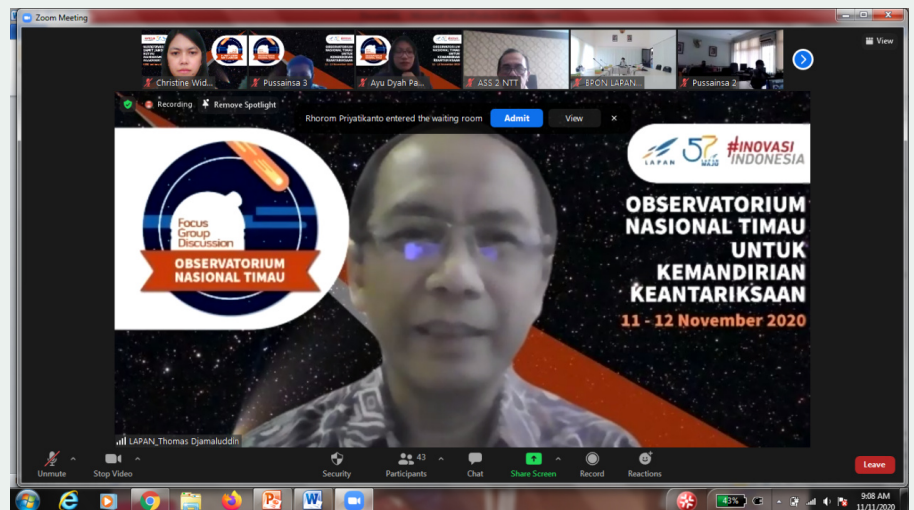 Zoom Meeting
View
Christine Wid...
Pussainsa 3
Ayu Dyah Pa...
ASS 2 NTT
BPON LAPAN...
Pussainsa 2
Recording
Remove Spotlight
Rhorom Priyatikanto entered the waiting room
Admit
View
LAPAN
57
#INOVASI
INDONESIA
Focus
Group
Discussion
OBSERVATORIUM
NASIONAL TIMAU
OBSERVATORIUM
NASIONAL TIMAU
UNTUK
KEMANDIRIAN
KEANTARIKSAAN
11 - 12 November 2020
LAPAN_Thomas Djamaluddin
Unmute
Stop Video
Security
43
Participants
Chat
Share Screen
Record
Reactions
Leave
43%
9:08 AM
11/11/2020